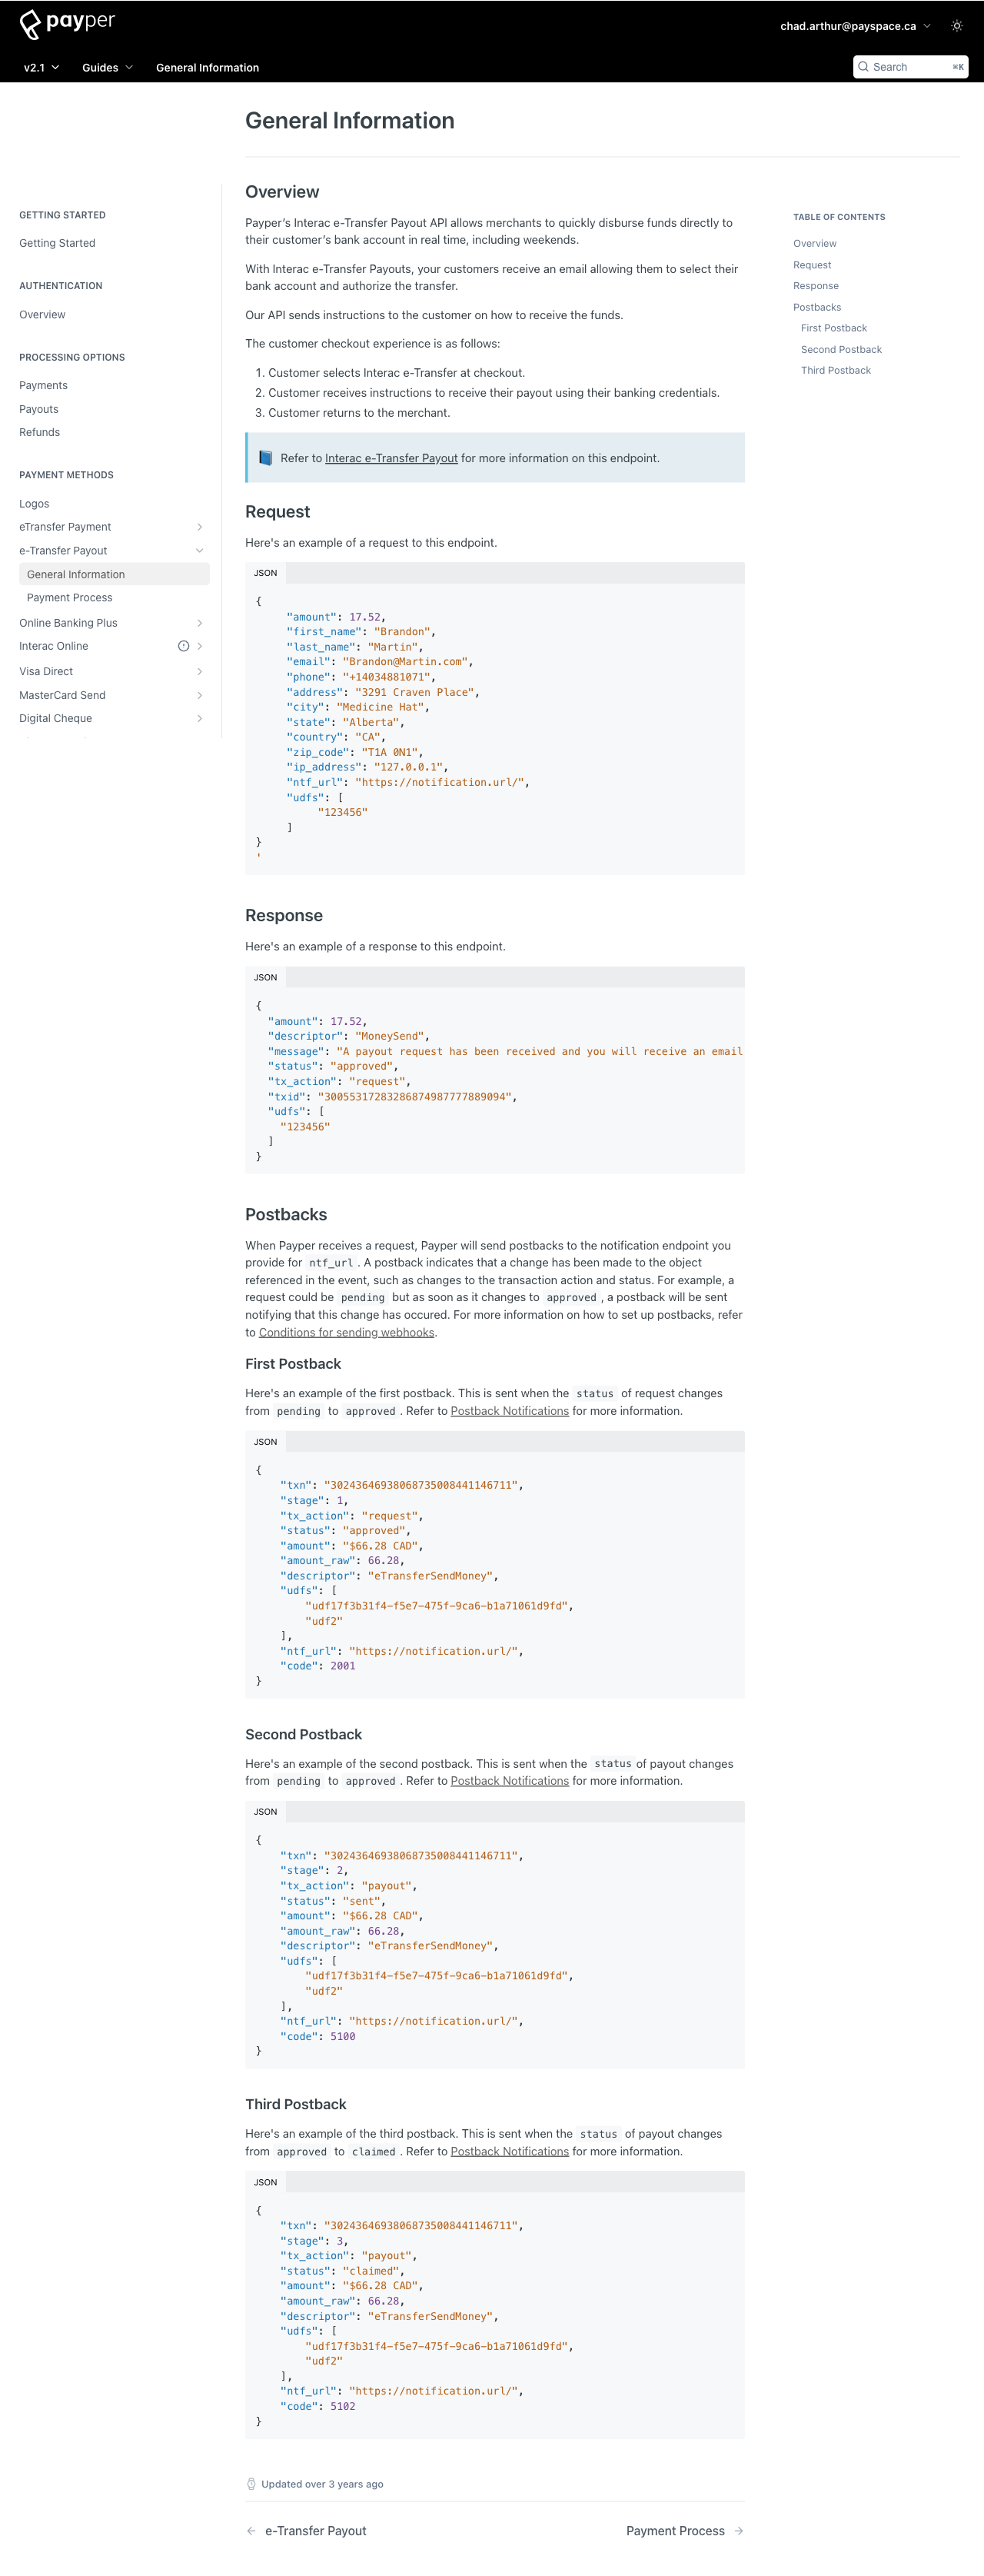 payper
chad.arthur@payspace.ca
v2.1
Guides
General Information
Search
⌘K
General Information
GETTING STARTED
Getting Started
AUTHENTICATION
Overview
PROCESSING OPTIONS
Payments
Payouts
Refunds
PAYMENT METHODS
Logos
eTransfer Payment
e-Transfer Payout
General Information
Payment Process
Online Banking Plus
Interac Online
Visa Direct
MasterCard Send
Digital Cheque
Overview
Payper's Interac e-Transfer Payout API allows merchants to quickly disburse funds directly to
their customer's bank account in real time, including weekends.
With Interac e-Transfer Payouts, your customers receive an email allowing them to select their
bank account and authorize the transfer.
Our API sends instructions to the customer on how to receive the funds.
The customer checkout experience is as follows:
1. Customer selects Interac e-Transfer at checkout.
2. Customer receives instructions to receive their payout using their banking credentials.
3. Customer returns to the merchant.
Refer to Interac e-Transfer Payout for more information on this endpoint.
Request
Here's an example of a request to this endpoint.
JSON
{
"amount": 17.52,
"first_name": "Brandon",
"last_name": "Martin",
"email": "Brandon@Martin.com",
"phone": "+14034881071",
"address": "3291 Craven Place",
"city": "Medicine Hat",
"state": "Alberta",
"country": "CA",
"zip_code": "T1A 0N1",
"ip_address": "127.0.0.1",
"ntf_url": "https://notification.url/",
"udfs": [
"123456"
]
}
'
Response
Here's an example of a response to this endpoint.
JSON
{
"amount": 17.52,
"descriptor": "MoneySend",
"message": "A payout request has been received and you will receive an email
"status": "approved",
"tx_action": "request",
"txid": "30055317283286874987777889094",
"udfs": [
"123456"
]
}
Postbacks
When Payper receives a request, Payper will send postbacks to the notification endpoint you
provide for ntf_url. A postback indicates that a change has been made to the object
referenced in the event, such as changes to the transaction action and status. For example, a
request could be pending but as soon as it changes to approved, a postback will be sent
notifying that this change has occured. For more information on how to set up postbacks, refer
to Conditions for sending webhooks.
First Postback
Here's an example of the first postback. This is sent when the status of request changes
from pending to approved. Refer to Postback Notifications for more information.
JSON
{
"txn": "30243646938068735008441146711",
"stage": 1,
"tx_action": "request",
"status": "approved",
"amount": "$66.28 CAD",
"amount_raw": 66.28,
"descriptor": "eTransferSendMoney",
"udfs": [
"udf17f3b31f4-f5e7-475f-9ca6-b1a71061d9fd",
"udf2"
],
"ntf_url": "https://notification.url/",
"code": 2001
}
Second Postback
Here's an example of the second postback. This is sent when the status of payout changes
from pending to approved. Refer to Postback Notifications for more information.
JSON
{
"txn": "30243646938068735008441146711",
"stage": 2,
"tx_action": "payout",
"status": "sent",
"amount": "$66.28 CAD",
"amount_raw": 66.28,
"descriptor": "eTransferSendMoney",
"udfs": [
"udf17f3b31f4-f5e7-475f-9ca6-b1a71061d9fd",
"udf2"
],
"ntf_url": "https://notification.url/",
"code": 5100
}
Third Postback
Here's an example of the third postback. This is sent when the status of payout changes
from approved to claimed. Refer to Postback Notifications for more information.
JSON
{
"txn": "30243646938068735008441146711",
"stage": 3,
"tx_action": "payout",
"status": "claimed",
"amount": "$66.28 CAD",
"amount_raw": 66.28,
"descriptor": "eTransferSendMoney",
"udfs": [
"udf17f3b31f4-f5e7-475f-9ca6-b1a71061d9fd",
"udf2"
],
"ntf_url": "https://notification.url/",
"code": 5102
}
Updated over 3 years ago
← e-Transfer Payout
Payment Process →
TABLE OF CONTENTS
Overview
Request
Response
Postbacks
First Postback
Second Postback
Third Postback